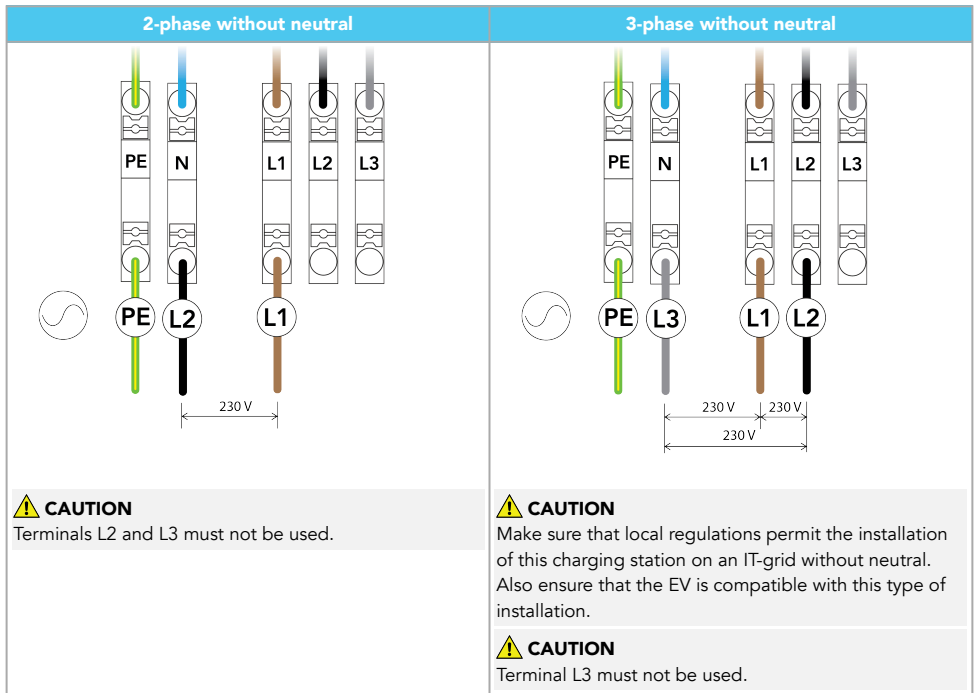 2-phase without neutral
PE N L1 L2 L3
PE L2 L1
230 V
CAUTION
Terminals L2 and L3 must not be used.
3-phase without neutral
PE N L1 L2 L3
PE L3 L1 L2
230 V 230 V
230 V
CAUTION
Make sure that local regulations permit the installation
of this charging station on an IT-grid without neutral.
Also ensure that the EV is compatible with this type of
installation.
CAUTION
Terminal L3 must not be used.